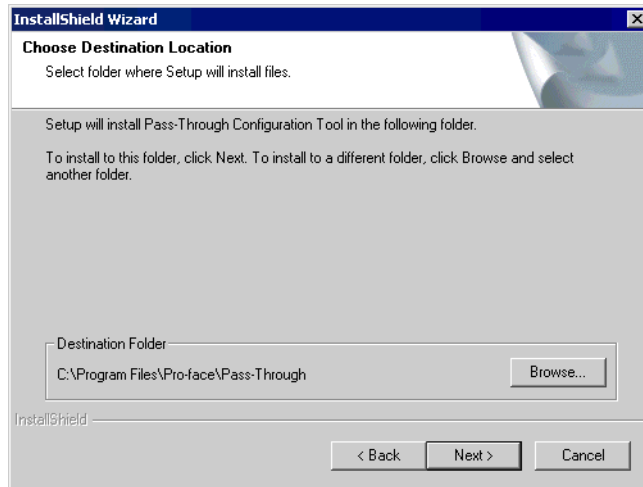 InstallShield Wizard
Choose Destination Location
Select folder where Setup will install files.
Setup will install Pass-Through Configuration Tool in the following folder.
To install to this folder, click Next. To install to a different folder, click Browse and select
another folder.
Destination Folder
C:\Program Files\Pro-face\Pass-Through
Browse...
InstallShield
< Back
Next >
Cancel